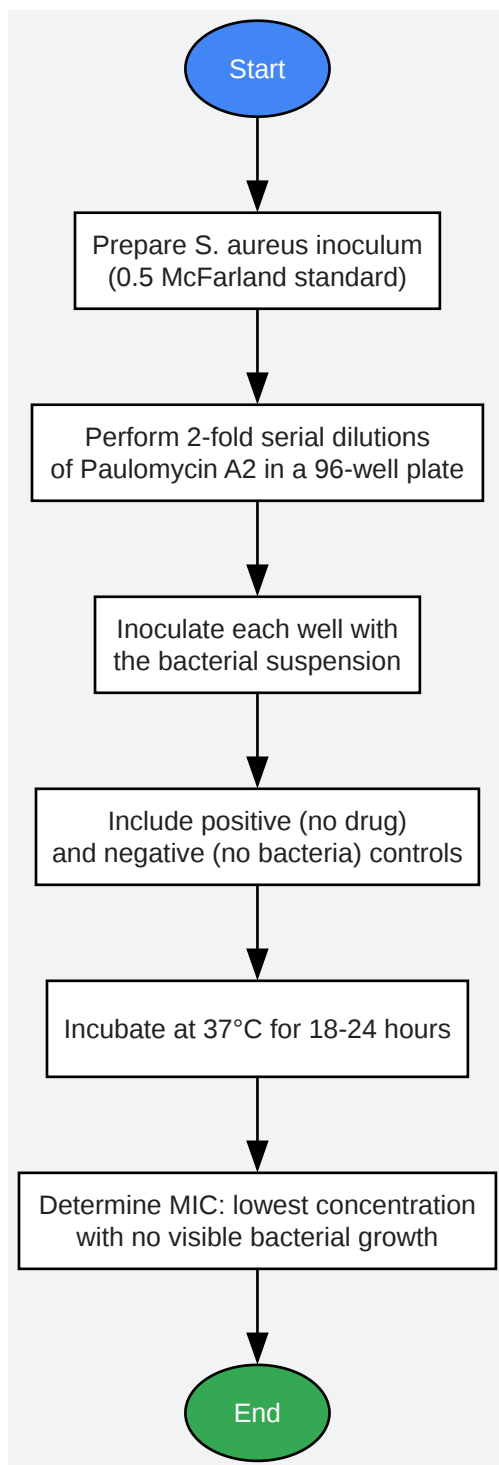 Start
Prepare S. aureus inoculum
(0.5 McFarland standard)
Perform 2-fold serial dilutions
of Paulomycin A2 in a 96-well plate
Inoculate each well with
the bacterial suspension
Include positive (no drug)
and negative (no bacteria) controls
Incubate at 37°C for 18-24 hours
Determine MIC: lowest concentration
with no visible bacterial growth
End